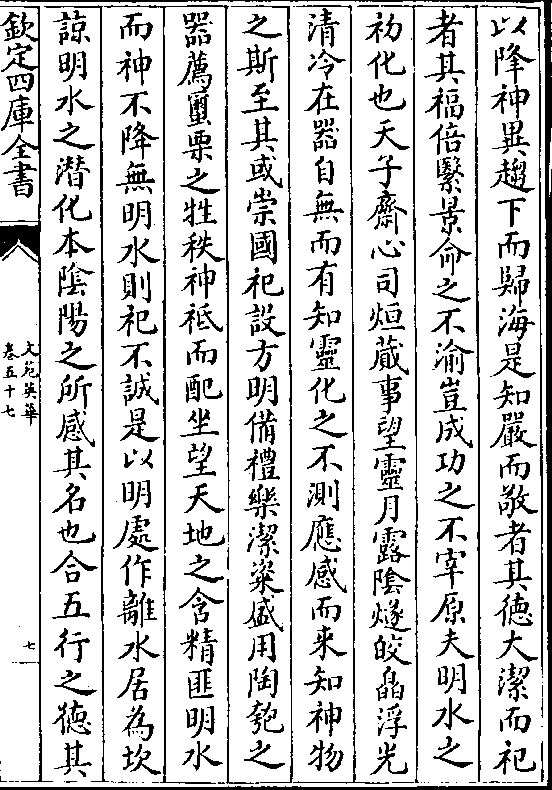 以降神異趨下而歸海是知嚴而敬者其徳大潔而祀
者其福倍繄景命之不渝豈成功之不宰原夫明水之
初化也天子齋心司烜蕆事望靈月露陰燧皎皛浮光
清冷在器自無而有知靈化之不測應感而来知神物
之斯至其或崇國祀設方明備禮樂潔粢盛用陶匏之
器薦蠒栗之牲秩神祗而配坐望天地之含精匪明水
而神不降無明水則祀不誠是以明處作離水居為坎
諒明水之潜化本隂陽之所感其名也合五行之徳其
欽定四庫全書
文苑英華
卷五十七
七